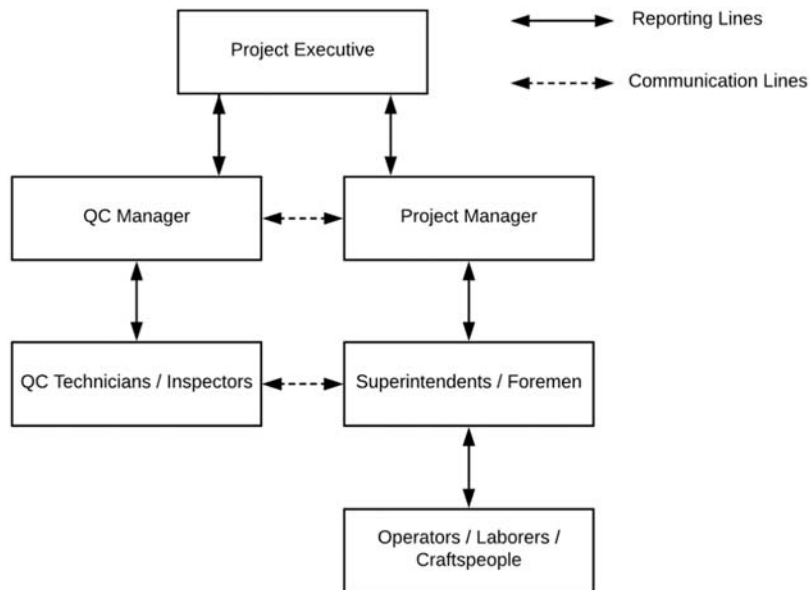 Project Executive
Reporting Lines
Communication Lines
QC Manager
Project Manager
QC Technicians / Inspectors
Superintendents / Foremen
Operators / Laborers /
Craftspeople